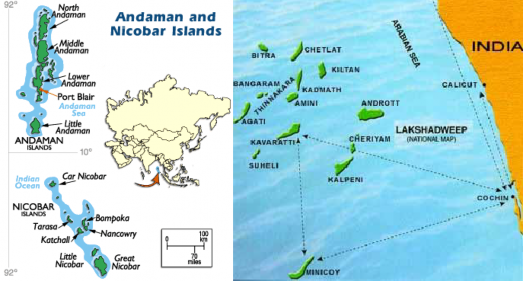 92°
North
Andaman
Andaman and
Nicobar Islands
Middle
Andaman
Lower
Andaman
Port Blair
Andaman
Sea
Little
Andaman
ANDAMAN
ISLANDS
10°
Indian
Ocean
Car Nicobar
NICOBAR
ISLANDS
Bompoka
Tarasa
Nancowry
Katchall
Little
Nicobar
Great
Nicobar
92°
0
100
km
70
miles
ARABIAN SEA
INDIA
BITRA
CHETLAT
KILTAN
BANGARAM
THINNAKARA
KADMATH
AMINI
AGATI
ANDROTT
CALICUT
KAVARATTI
CHERIYAM
LAKSHADWEEP
(NATIONAL MAP)
SUHELI
KALPENI
COCHIN
MINICOY